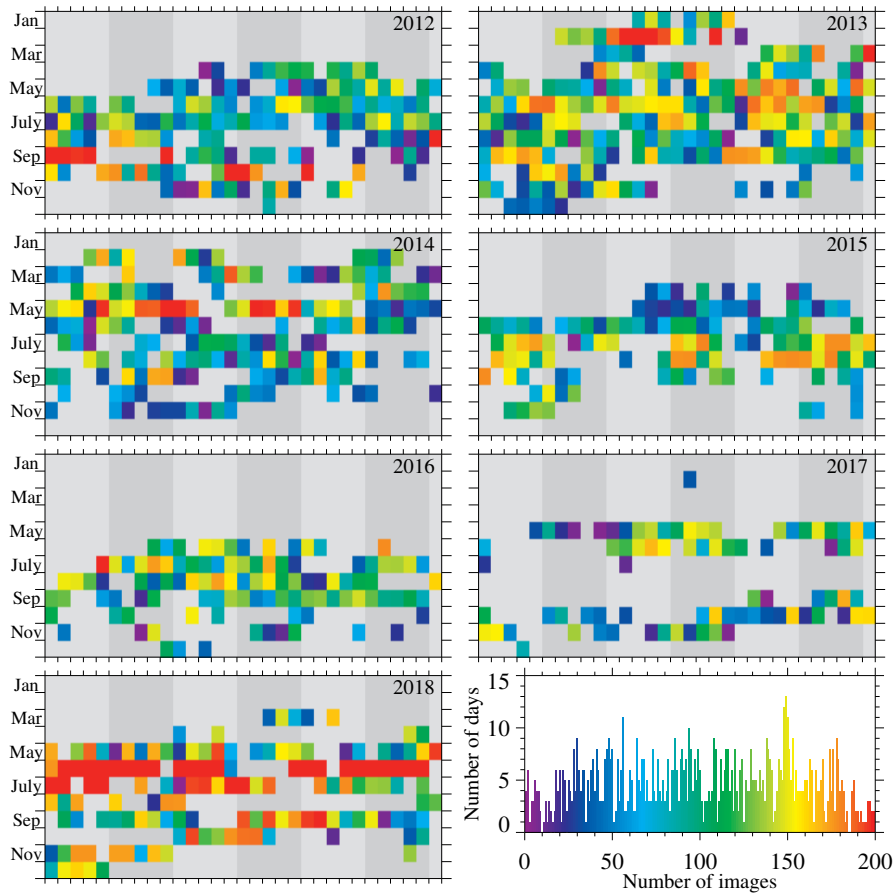 2012
Jan
Mar
May
July
Sep
Nov
2013
2014
Jan
Mar
May
July
Sep
Nov
2015
2016
Jan
Mar
May
July
Sep
Nov
2017
2018
Jan
Mar
May
July
Sep
Nov
15
10
5
0
Number of days
0 50 100 150 200
Number of images